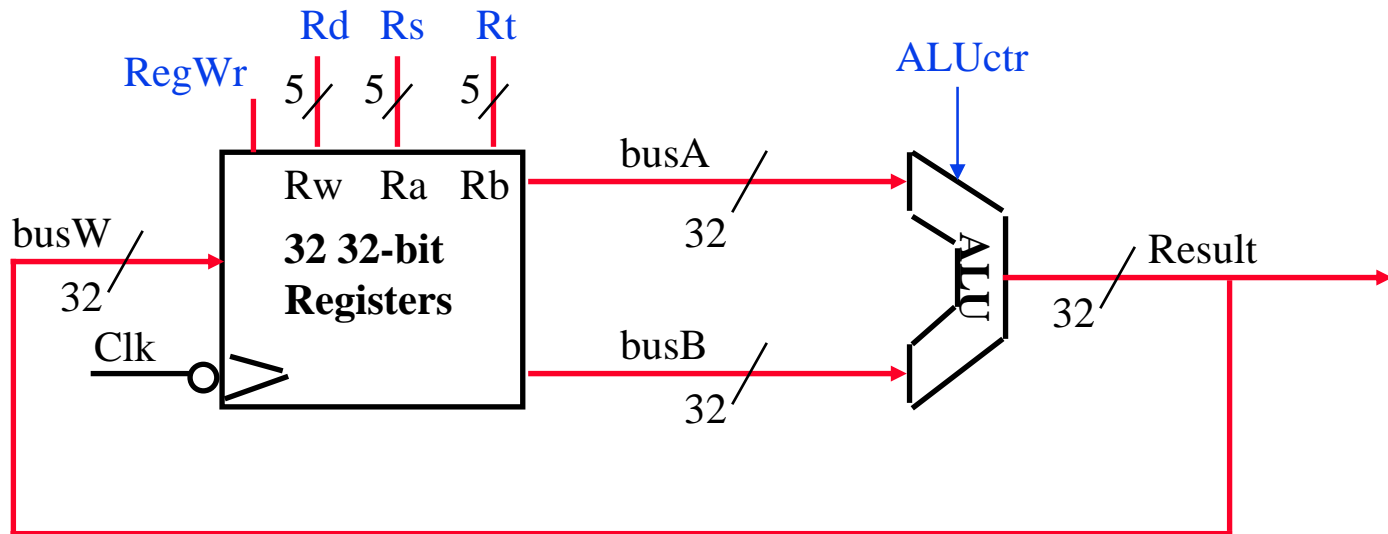 Rd Rs Rt
RegWr
ALUctr
5 5 5
busA
Rw Ra Rb
32
busW
32 32-bit
Registers
ALU
Result
32
32
Clk
busB
32